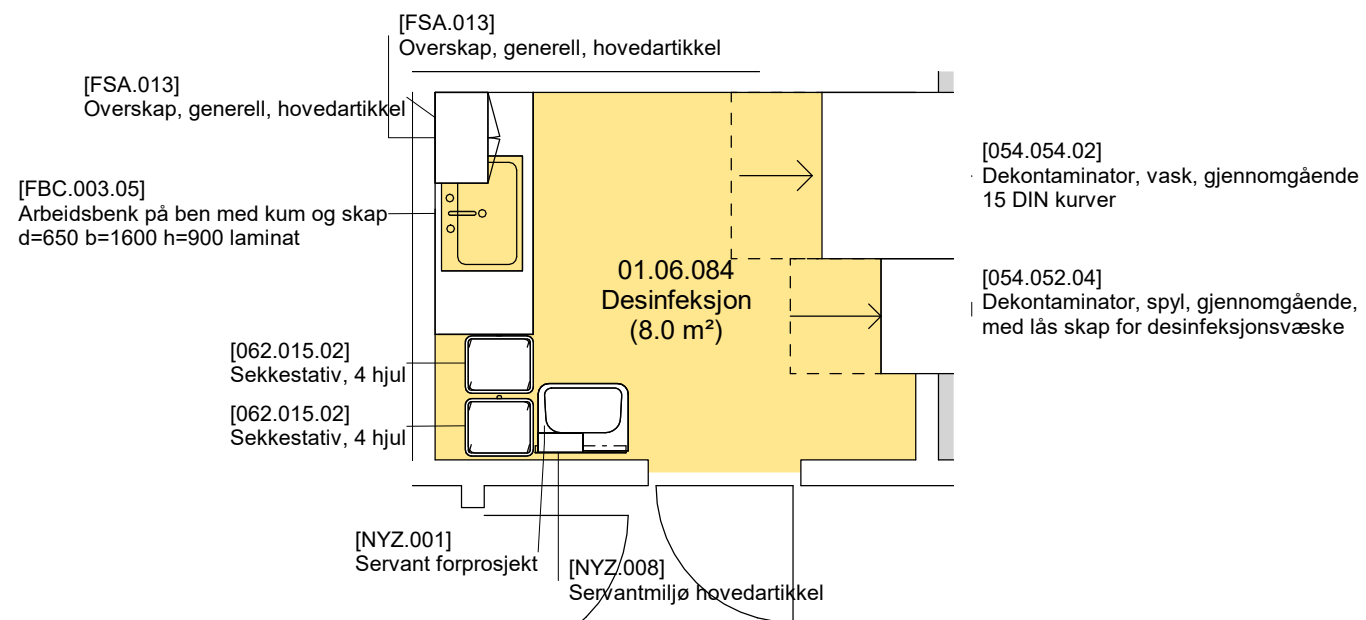 [FSA.013]
Overskap, generell, hovedartikkel
[FSA.013]
Overskap, generell, hovedartikkel
[FBC.003.05]
Arbeidsbenk på ben med kum og skap
d=650 b=1600 h=900 laminat
[054.054.02]
Dekontaminator, vask, gjennomgående
15 DIN kurver
01.06.084
Desinfeksjon
(8.0 m²)
[054.052.04]
Dekontaminator, spyl, gjennomgående,
med lås skap for desinfeksjonsvæske
[062.015.02]
Sekkestativ, 4 hjul
[062.015.02]
Sekkestativ, 4 hjul
[NYZ.001]
Servant forprosjekt
[NYZ.008]
Servantmiljø hovedartikkel